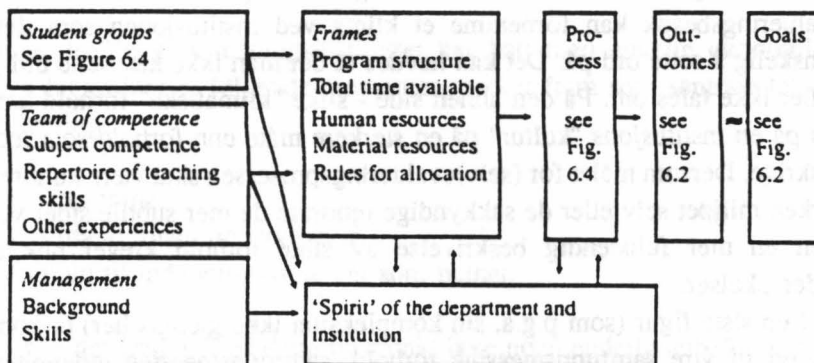 Student groups
See Figure 6.4
Team of competence
Subject competence
Repertoire of teaching
skills
Other experiences
Management
Background
Skills
Frames
Program structure
Total time available
Human resources
Material resources
Rules for allocation
Pro-
cess
see
Fig.
6.4
Out-
comes
see
Fig.
6.2
≈
Goals
see
Fig.
6.2
'Spirit' of the department and
institution